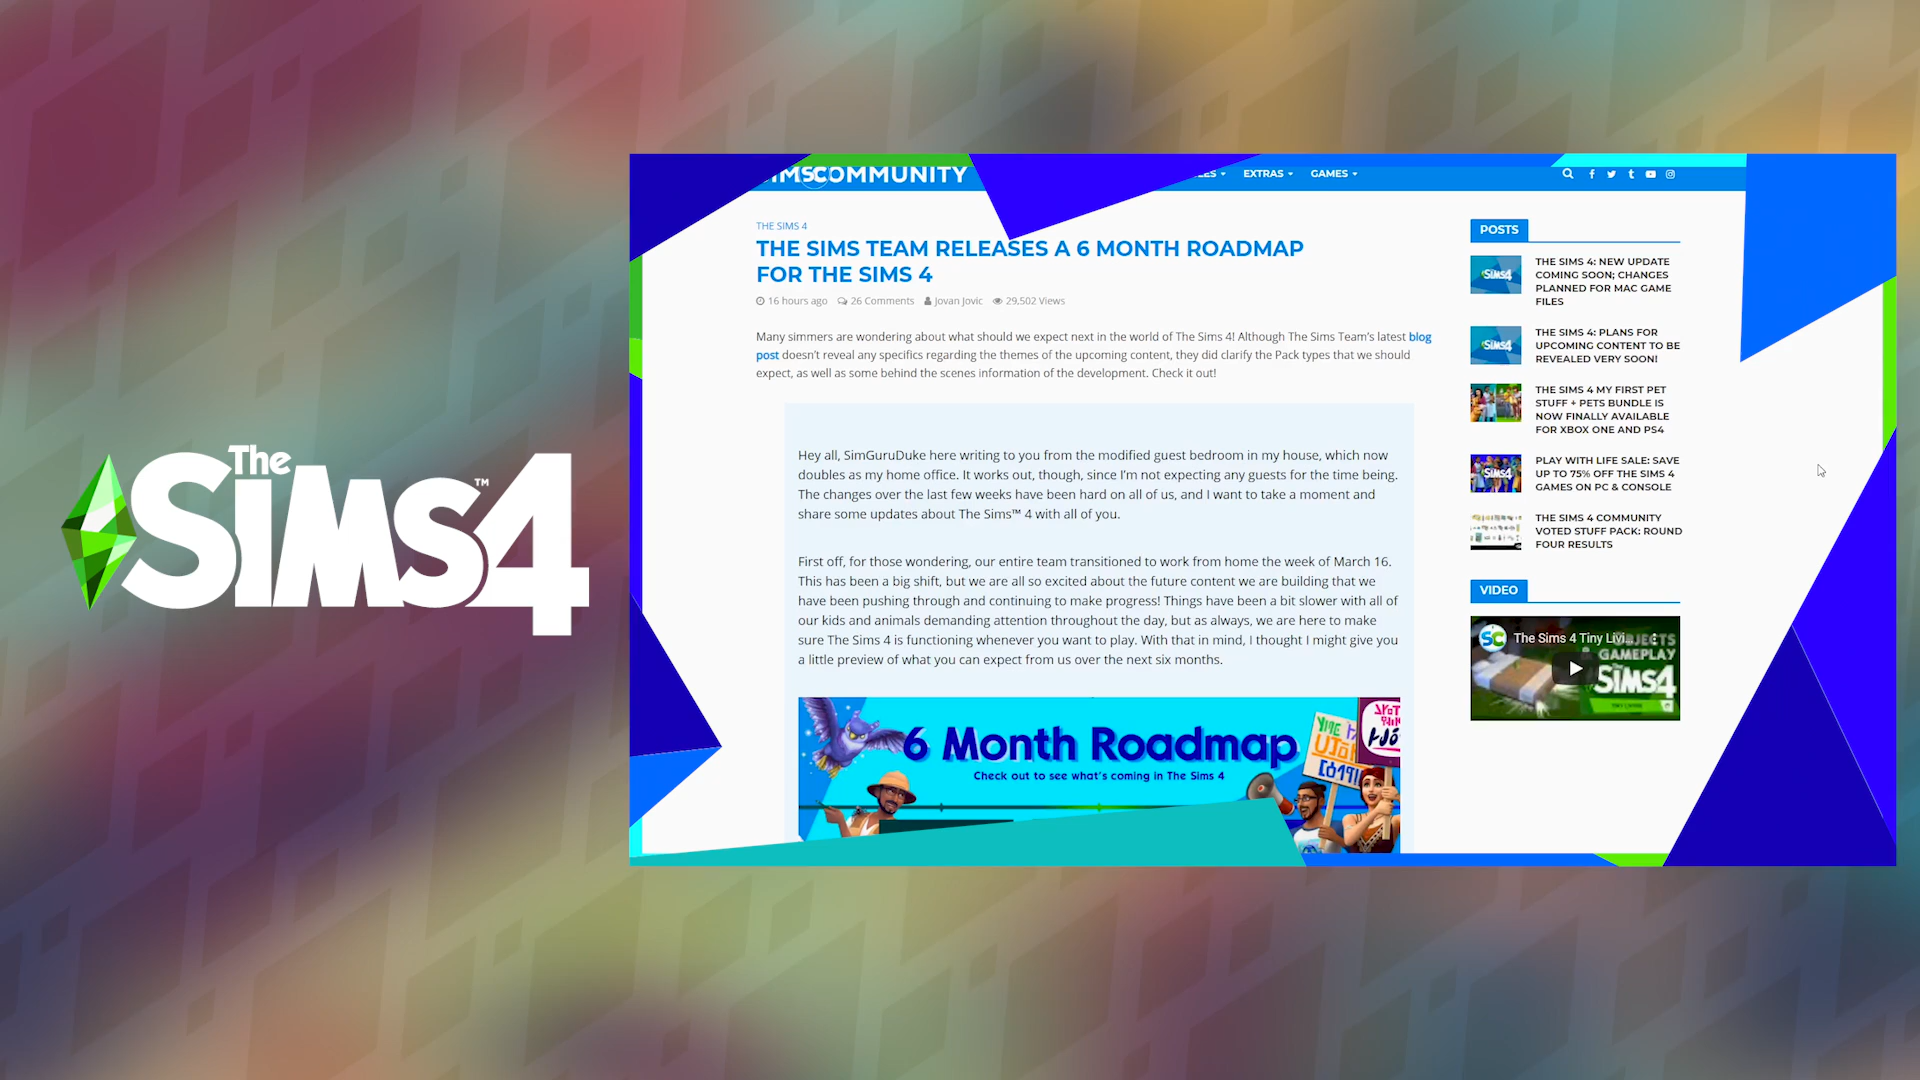 The
SiMS4
™
SIMSCOMMUNITY
EXTRAS
GAMES
THE SIMS 4
THE SIMS TEAM RELEASES A 6 MONTH ROADMAP
FOR THE SIMS 4
16 hours ago 26 Comments Jovan Jovic 29,502 Views
Many simmers are wondering about what should we expect next in the world of The Sims 4! Although The Sims Team's latest blog
post doesn't reveal any specifics regarding the themes of the upcoming content, they did clarify the Pack types that we should
expect, as well as some behind the scenes information of the development. Check it out!
Hey all, SimGuruDuke here writing to you from the modified guest bedroom in my house, which now
doubles as my home office. It works out, though, since I'm not expecting any guests for the time being.
The changes over the last few weeks have been hard on all of us, and I want to take a moment and
share some updates about The Sims™ 4 with all of you.
First off, for those wondering, our entire team transitioned to work from home the week of March 16.
This has been a big shift, but we are all so excited about the future content we are building that we
have been pushing through and continuing to make progress! Things have been a bit slower with all of
our kids and animals demanding attention throughout the day, but as always, we are here to make
sure The Sims 4 is functioning whenever you want to play. With that in mind, I thought I might give you
a little preview of what you can expect from us over the next six months.
6 Month Roadmap
Check out to see what's coming in The Sims 4
POSTS
THE SIMS 4: NEW UPDATE
COMING SOON; CHANGES
PLANNED FOR MAC GAME
FILES
THE SIMS 4: PLANS FOR
UPCOMING CONTENT TO BE
REVEALED VERY SOON!
THE SIMS 4 MY FIRST PET
STUFF + PETS BUNDLE IS
NOW FINALLY AVAILABLE
FOR XBOX ONE AND PS4
PLAY WITH LIFE SALE: SAVE
UP TO 75% OFF THE SIMS 4
GAMES ON PC & CONSOLE
THE SIMS 4 COMMUNITY
VOTED STUFF PACK: ROUND
FOUR RESULTS
VIDEO
SC The Sims 4 Tiny Livi...
GAMEPLAY
The
SiMS4